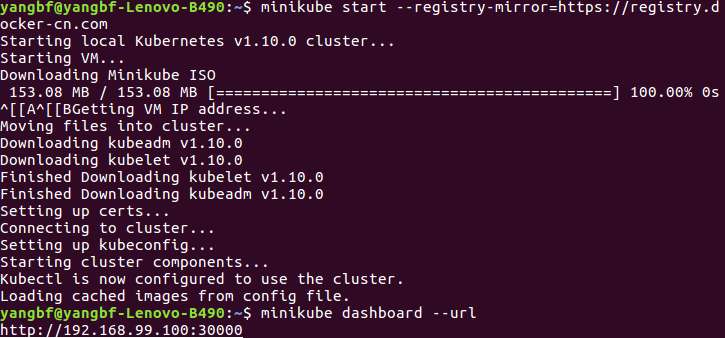 yangbf@yangbf-Lenovo-B490:~$ minikube start --registry-mirror=https://registry.d
ocker-cn.com
Starting local Kubernetes v1.10.0 cluster...
Starting VM...
Downloading Minikube ISO
 153.08 MB / 153.08 MB [============================================] 100.00% 0s
^[[A^[[BGetting VM IP address...
Moving files into cluster...
Downloading kubeadm v1.10.0
Downloading kubelet v1.10.0
Finished Downloading kubelet v1.10.0
Finished Downloading kubeadm v1.10.0
Setting up certs...
Connecting to cluster...
Setting up kubeconfig...
Starting cluster components...
Kubectl is now configured to use the cluster.
Loading cached images from config file.
yangbf@yangbf-Lenovo-B490:~$ minikube dashboard --url
http://192.168.99.100:30000